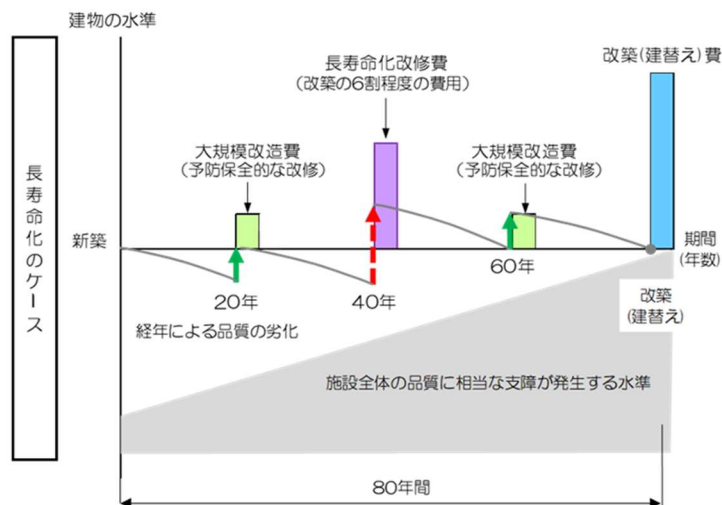 建物の水準
長寿命化のケース
改築(建替え)費
長寿命化改修費
(改築の6割程度の費用)
大規模改造費
(予防保全的な改修)
大規模改造費
(予防保全的な改修)
新築
期間
(年数)
20年
40年
60年
改築
(建替え)
経年による品質の劣化
施設全体の品質に相当な支障が発生する水準
80年間